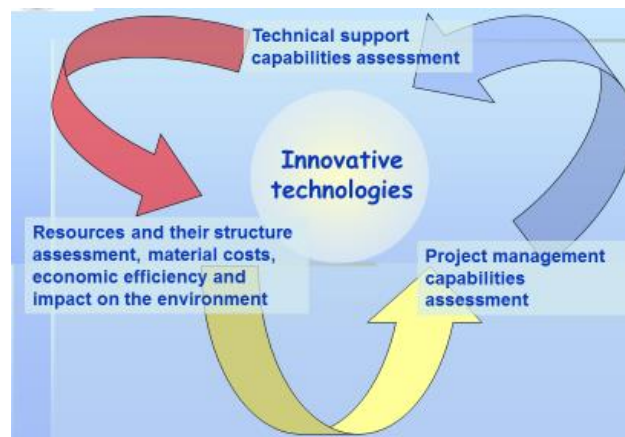 Technical support
capabilities assessment
Innovative
technologies
Resources and their structure
assessment, material costs,
economic efficiency and
impact on the environment
Project management
capabilities
assessment